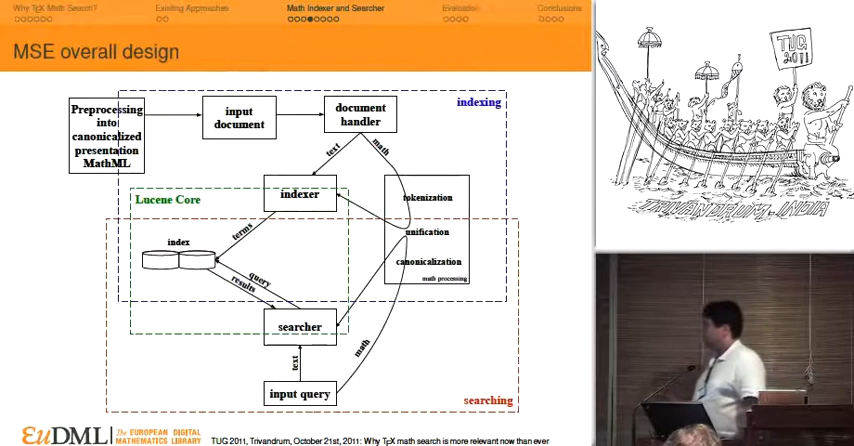 Why TeX Math Search?
Existing Approaches
Math Indexer and Searcher
Evaluation
Conclusions
MSE overall design
indexing
Preprocessing
into
canonicalized
presentation
MathML
input
document
document
handler
text
math
Lucene Core
indexer
tokenization
unification
canonicalization
math processing
terms
index
query
results
searcher
text
math
input query
searching
EuDML
The EUROPEAN DIGITAL
MATHEMATICS LIBRARY
TUG 2011, Trivandrum, October 21st, 2011: Why TeX math search is more relevant now than ever
TUG
2011
TRIVANDRUM, INDIA